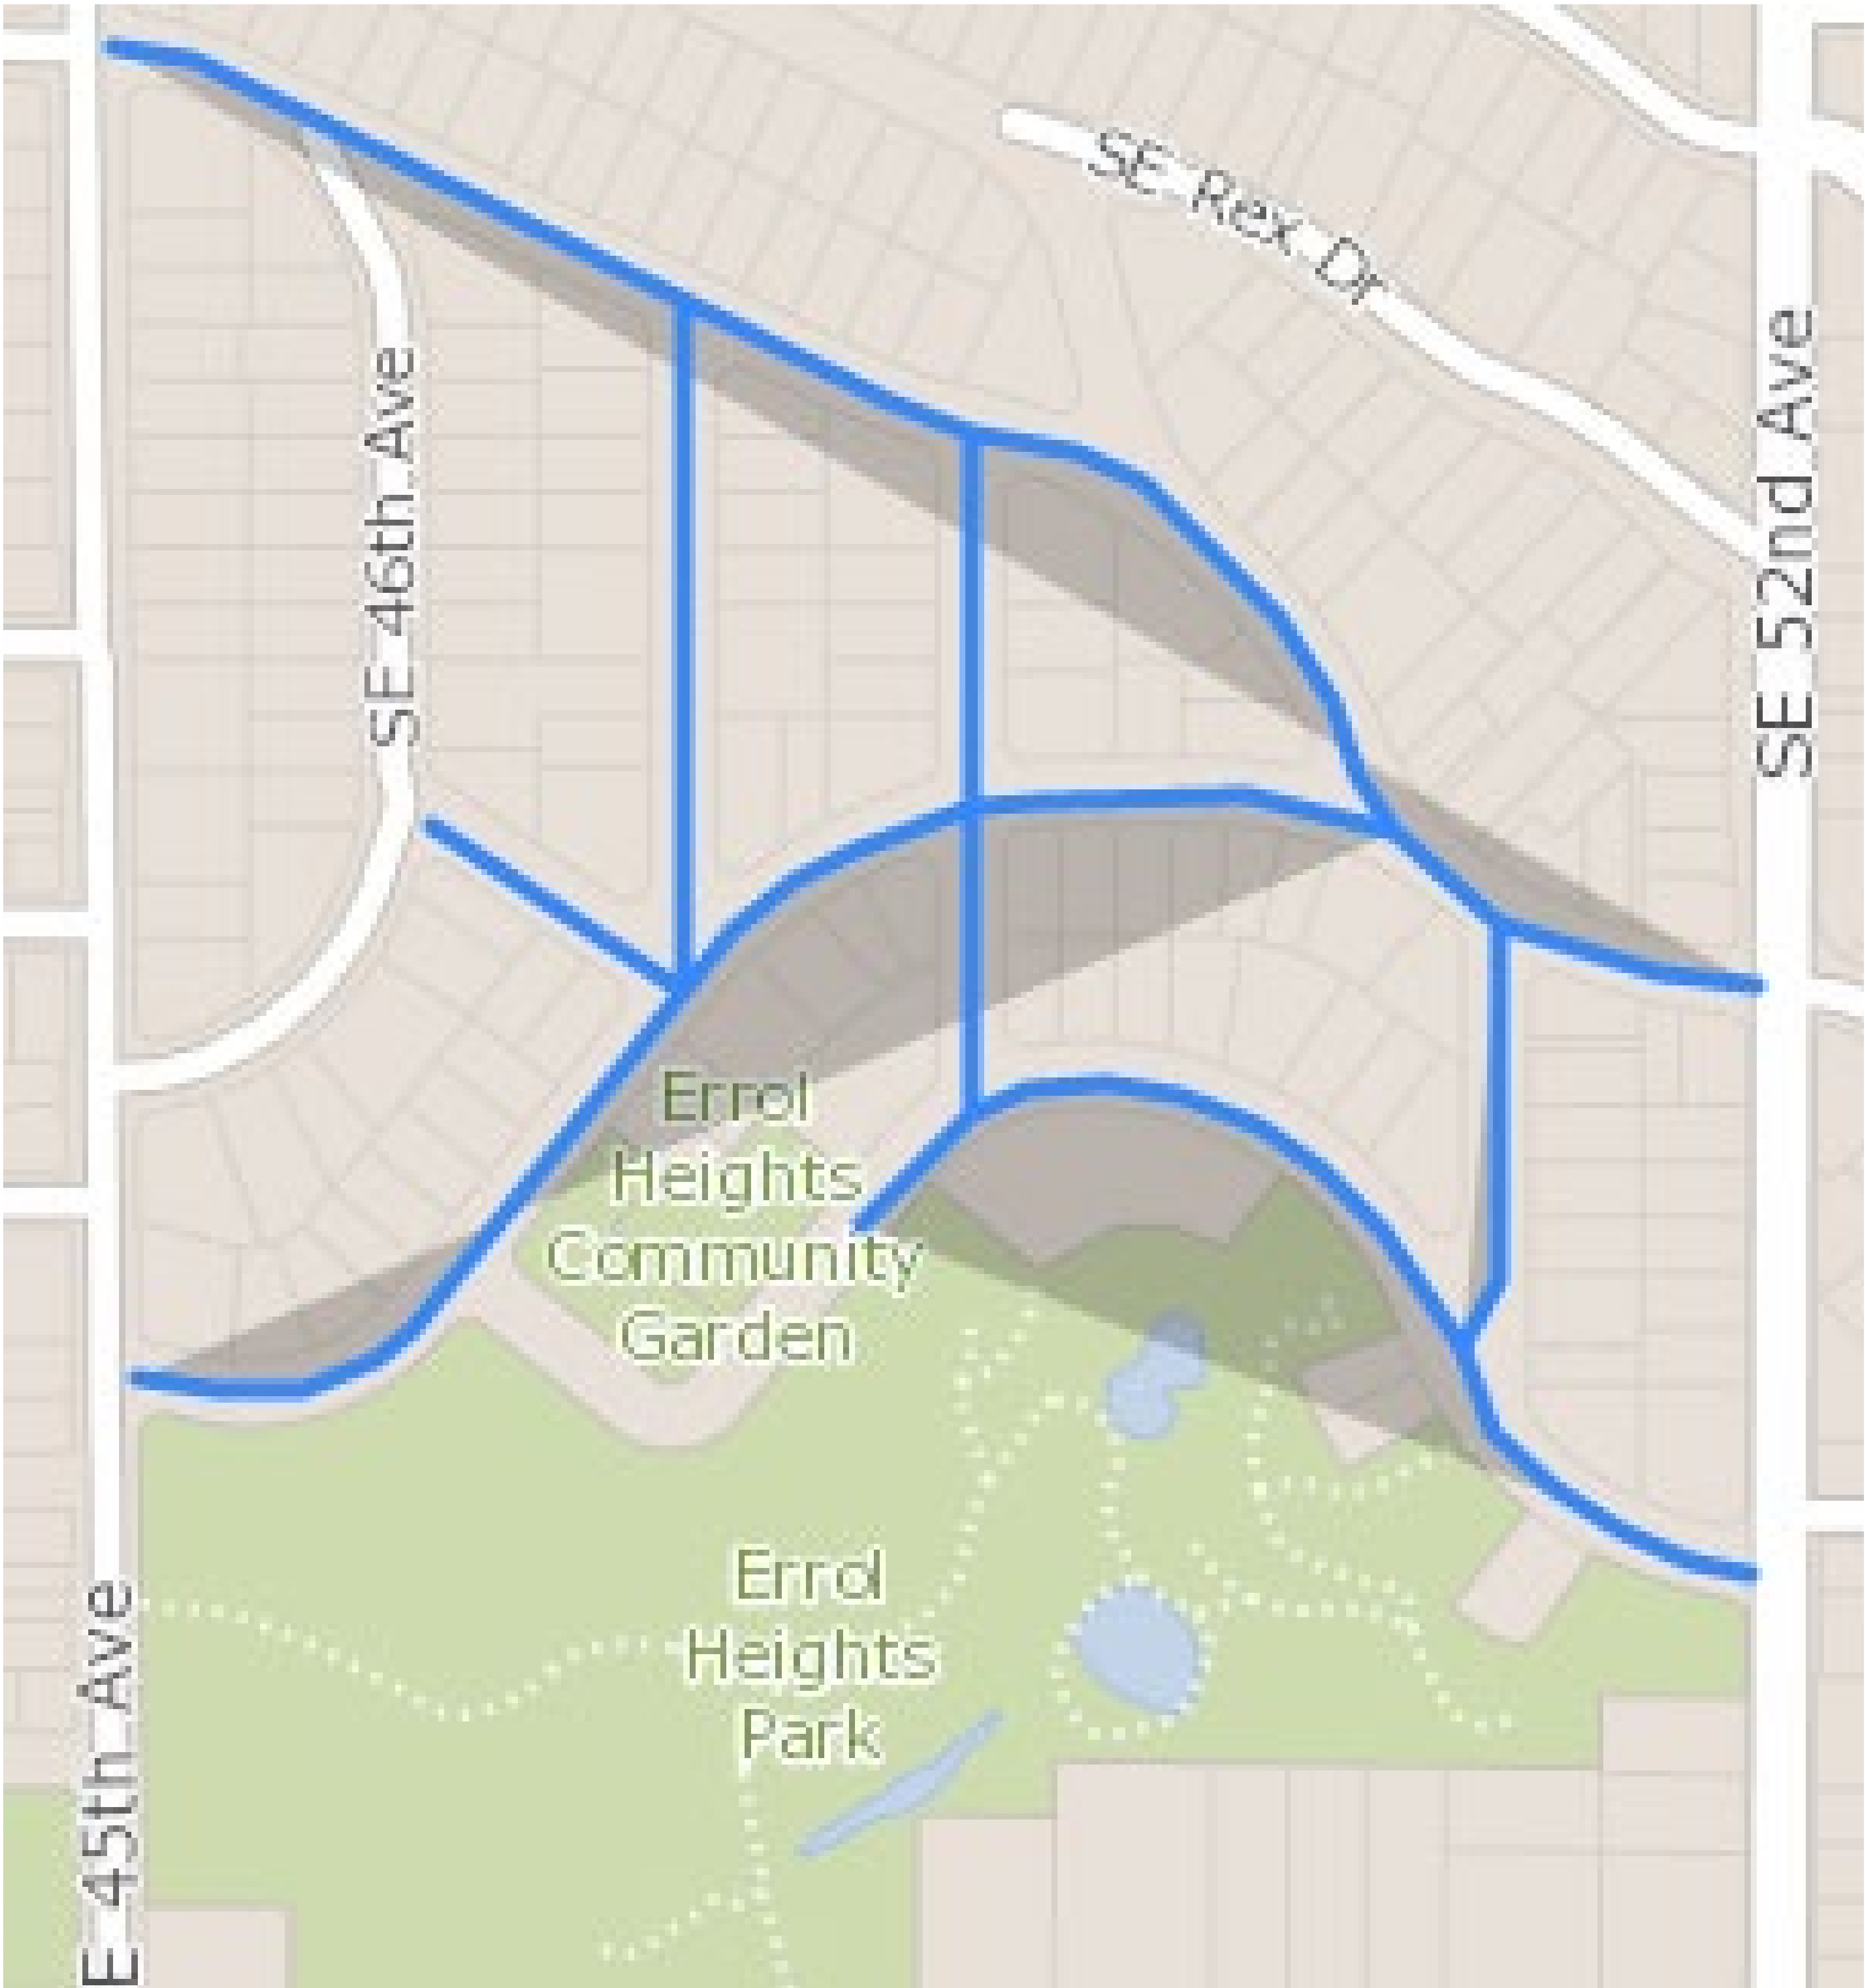 SE Rex Dr
SE 46th Ave
SE 52nd Ave
Errol
Heights
Community
Garden
Errol
Heights
Park
E 45th Ave